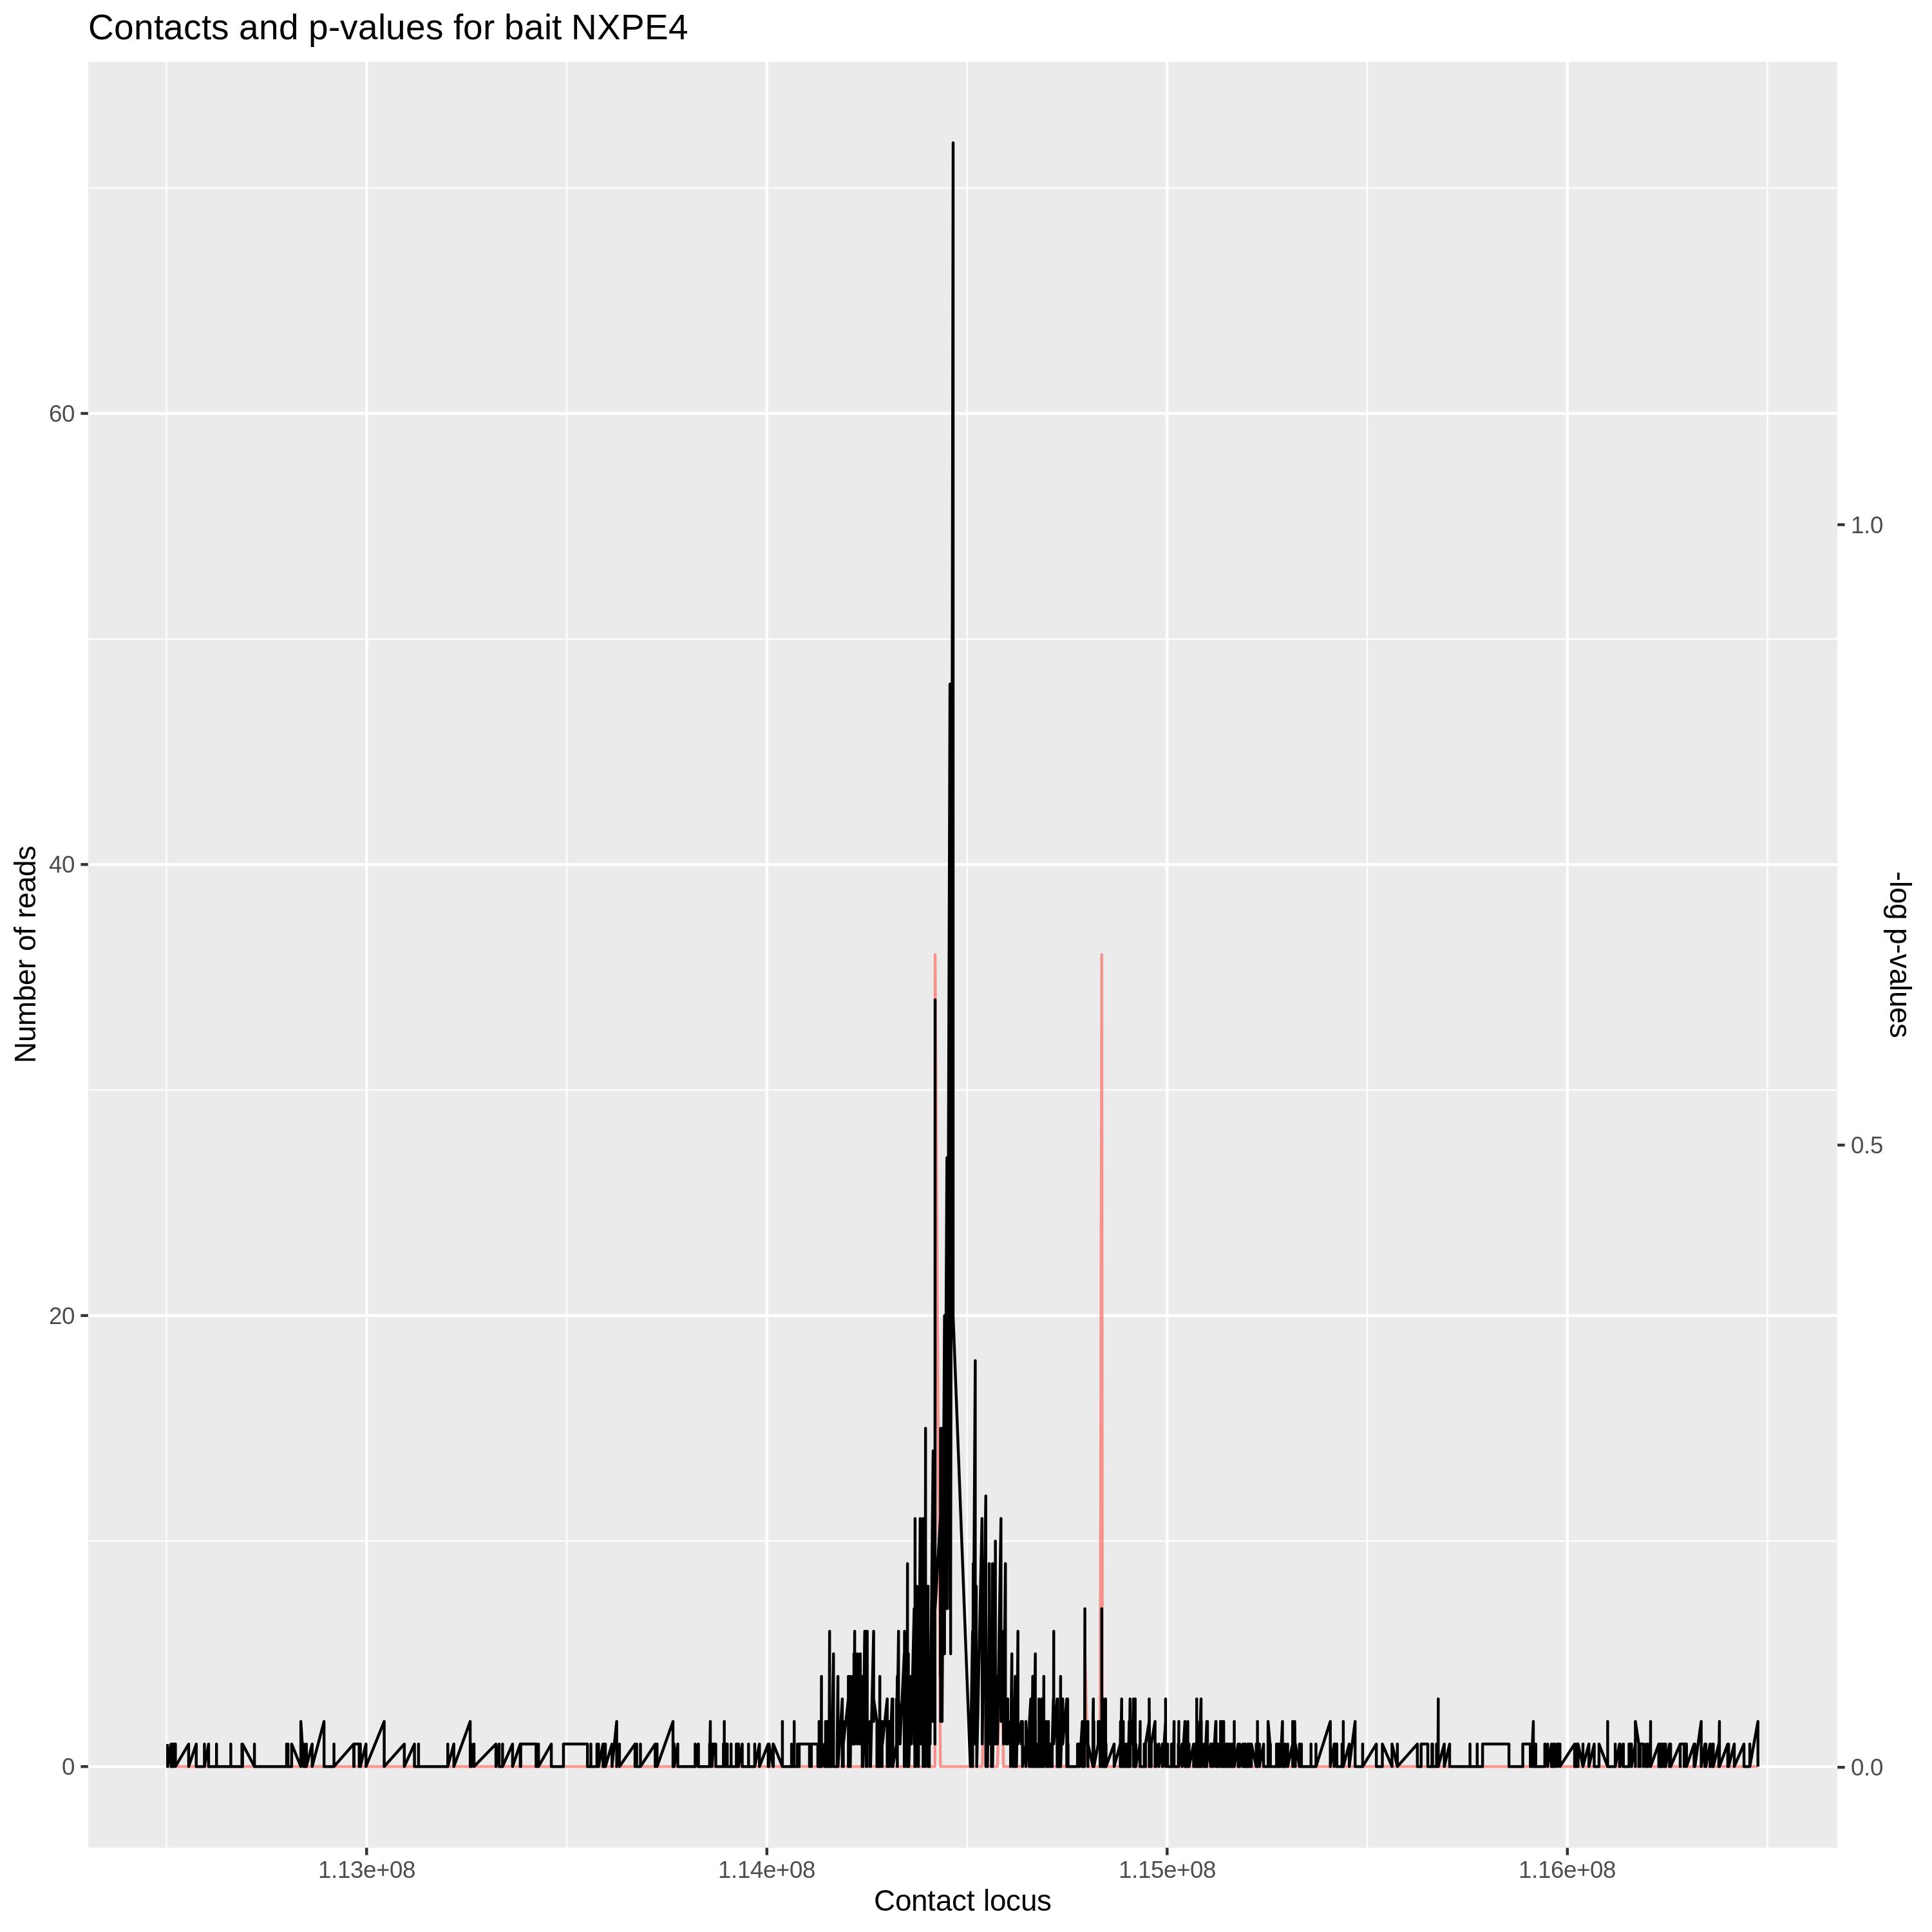 Contacts and p-values for bait NXPE4
60
40
20
0
Number of reads
1.0
0.5
0.0
-log p-values
1.13e+08
1.14e+08
1.15e+08
1.16e+08
Contact locus